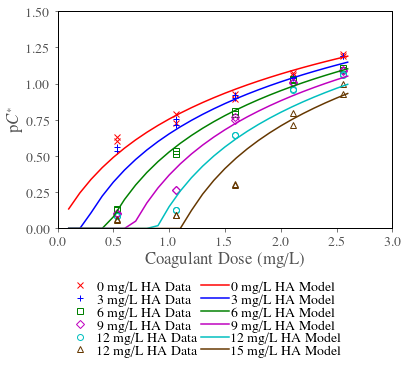 1.50
1.25
1.00
0.75
0.50
0.25
0.00
pC*
0.0 0.5 1.0 1.5 2.0 2.5 3.0
Coagulant Dose (mg/L)
0 mg/L HA Data 0 mg/L HA Model
3 mg/L HA Data 3 mg/L HA Model
6 mg/L HA Data 6 mg/L HA Model
9 mg/L HA Data 9 mg/L HA Model
12 mg/L HA Data 12 mg/L HA Model
12 mg/L HA Data 15 mg/L HA Model